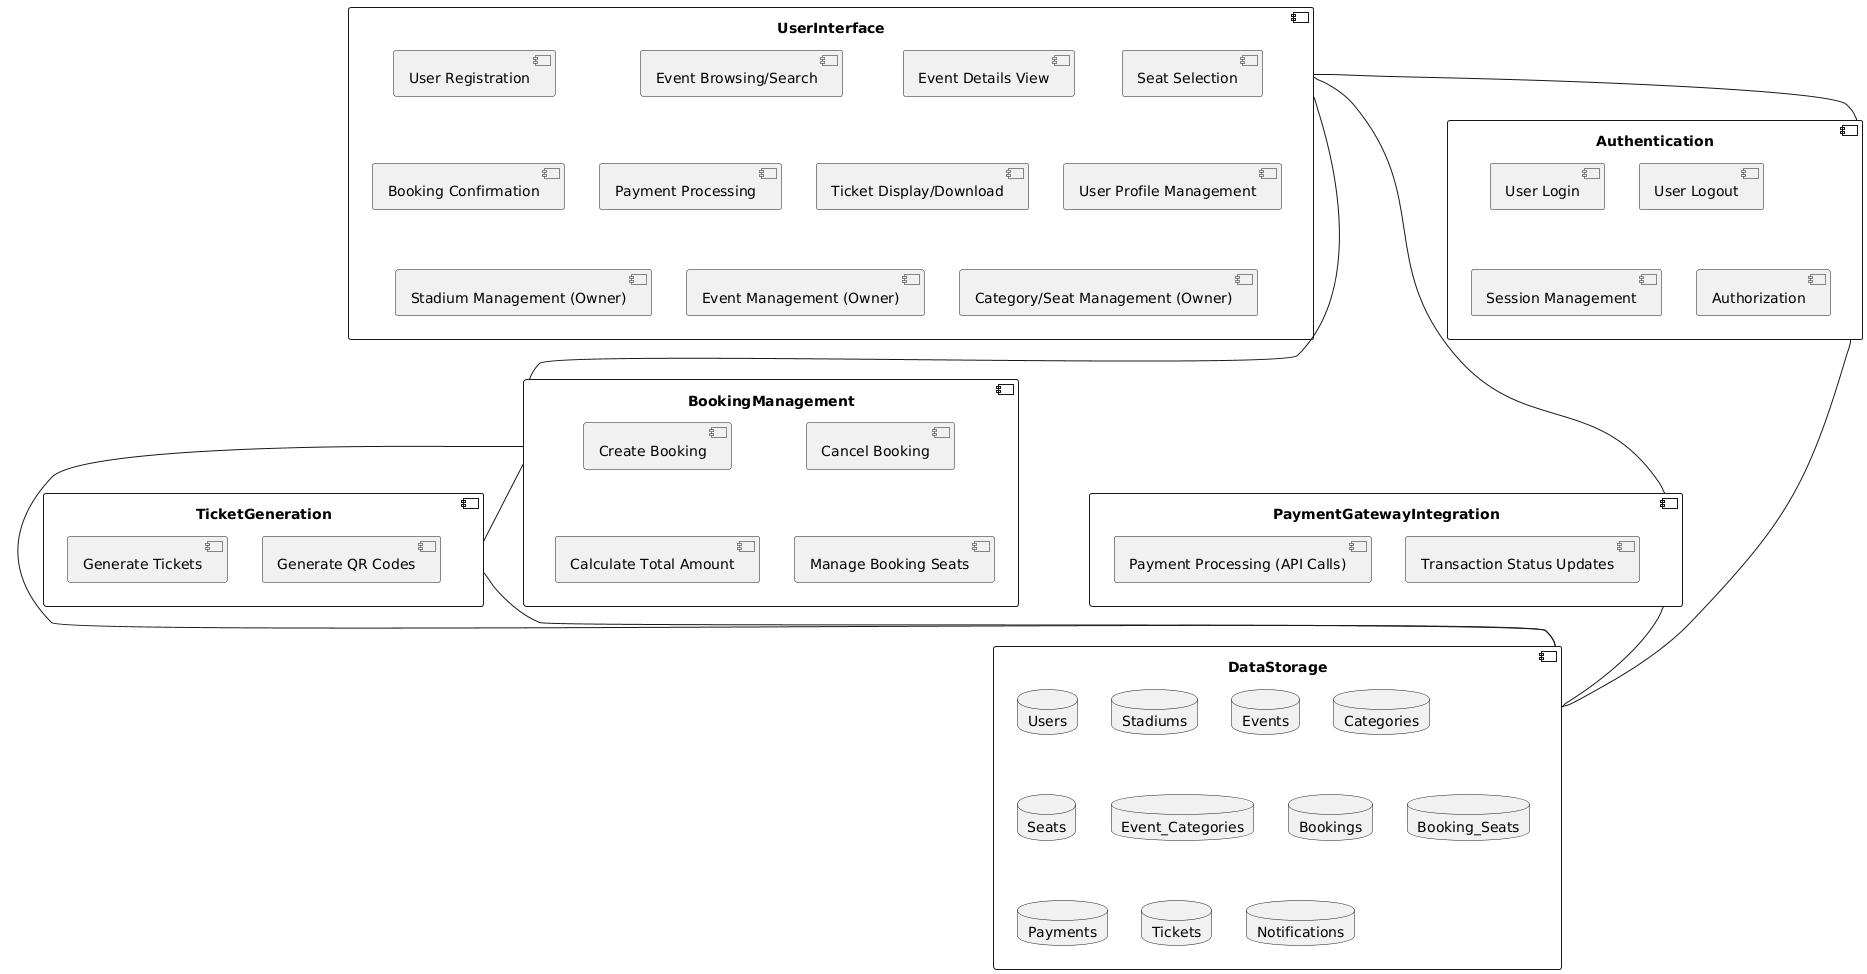 UserInterface
User Registration
Event Browsing/Search
Event Details View
Seat Selection
Booking Confirmation
Payment Processing
Ticket Display/Download
User Profile Management
Stadium Management (Owner)
Event Management (Owner)
Category/Seat Management (Owner)
Authentication
User Login
User Logout
Session Management
Authorization
BookingManagement
Create Booking
Cancel Booking
Calculate Total Amount
Manage Booking Seats
TicketGeneration
Generate Tickets
Generate QR Codes
PaymentGatewayIntegration
Payment Processing (API Calls)
Transaction Status Updates
DataStorage
Users
Stadiums
Events
Categories
Seats
Event_Categories
Bookings
Booking_Seats
Payments
Tickets
Notifications